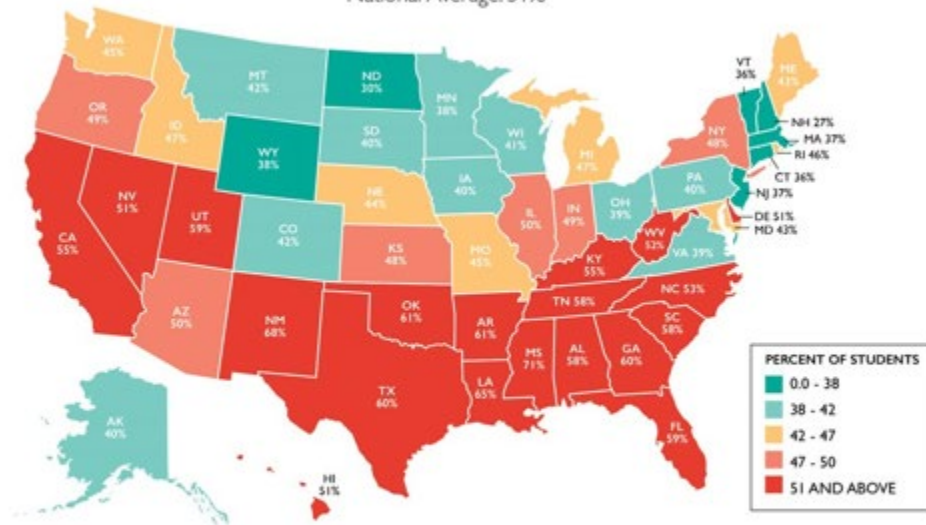 National Average: 51%
WA
45%
MT
42%
ND
30%
MN
38%
VT
36%
ME
43%
OR
49%
ID
47%
WY
38%
SD
40%
WI
41%
MI
47%
NY
48%
NH 27%
MA 37%
RI 46%
CT 36%
NJ 37%
DE 51%
MD 43%
NV
51%
UT
59%
CO
42%
NE
44%
IA
40%
IL
50%
IN
49%
OH
39%
PA
40%
WV
52%
VA 39%
CA
55%
KS
48%
MO
45%
KY
55%
NC 53%
TN 58%
SC
58%
AZ
50%
NM
68%
OK
61%
AR
61%
MS
71%
AL
58%
GA
60%
TX
60%
LA
65%
FL
59%
AK
40%
HI
51%
PERCENT OF STUDENTS
0.0 - 38
38 - 42
42 - 47
47 - 50
51 AND ABOVE